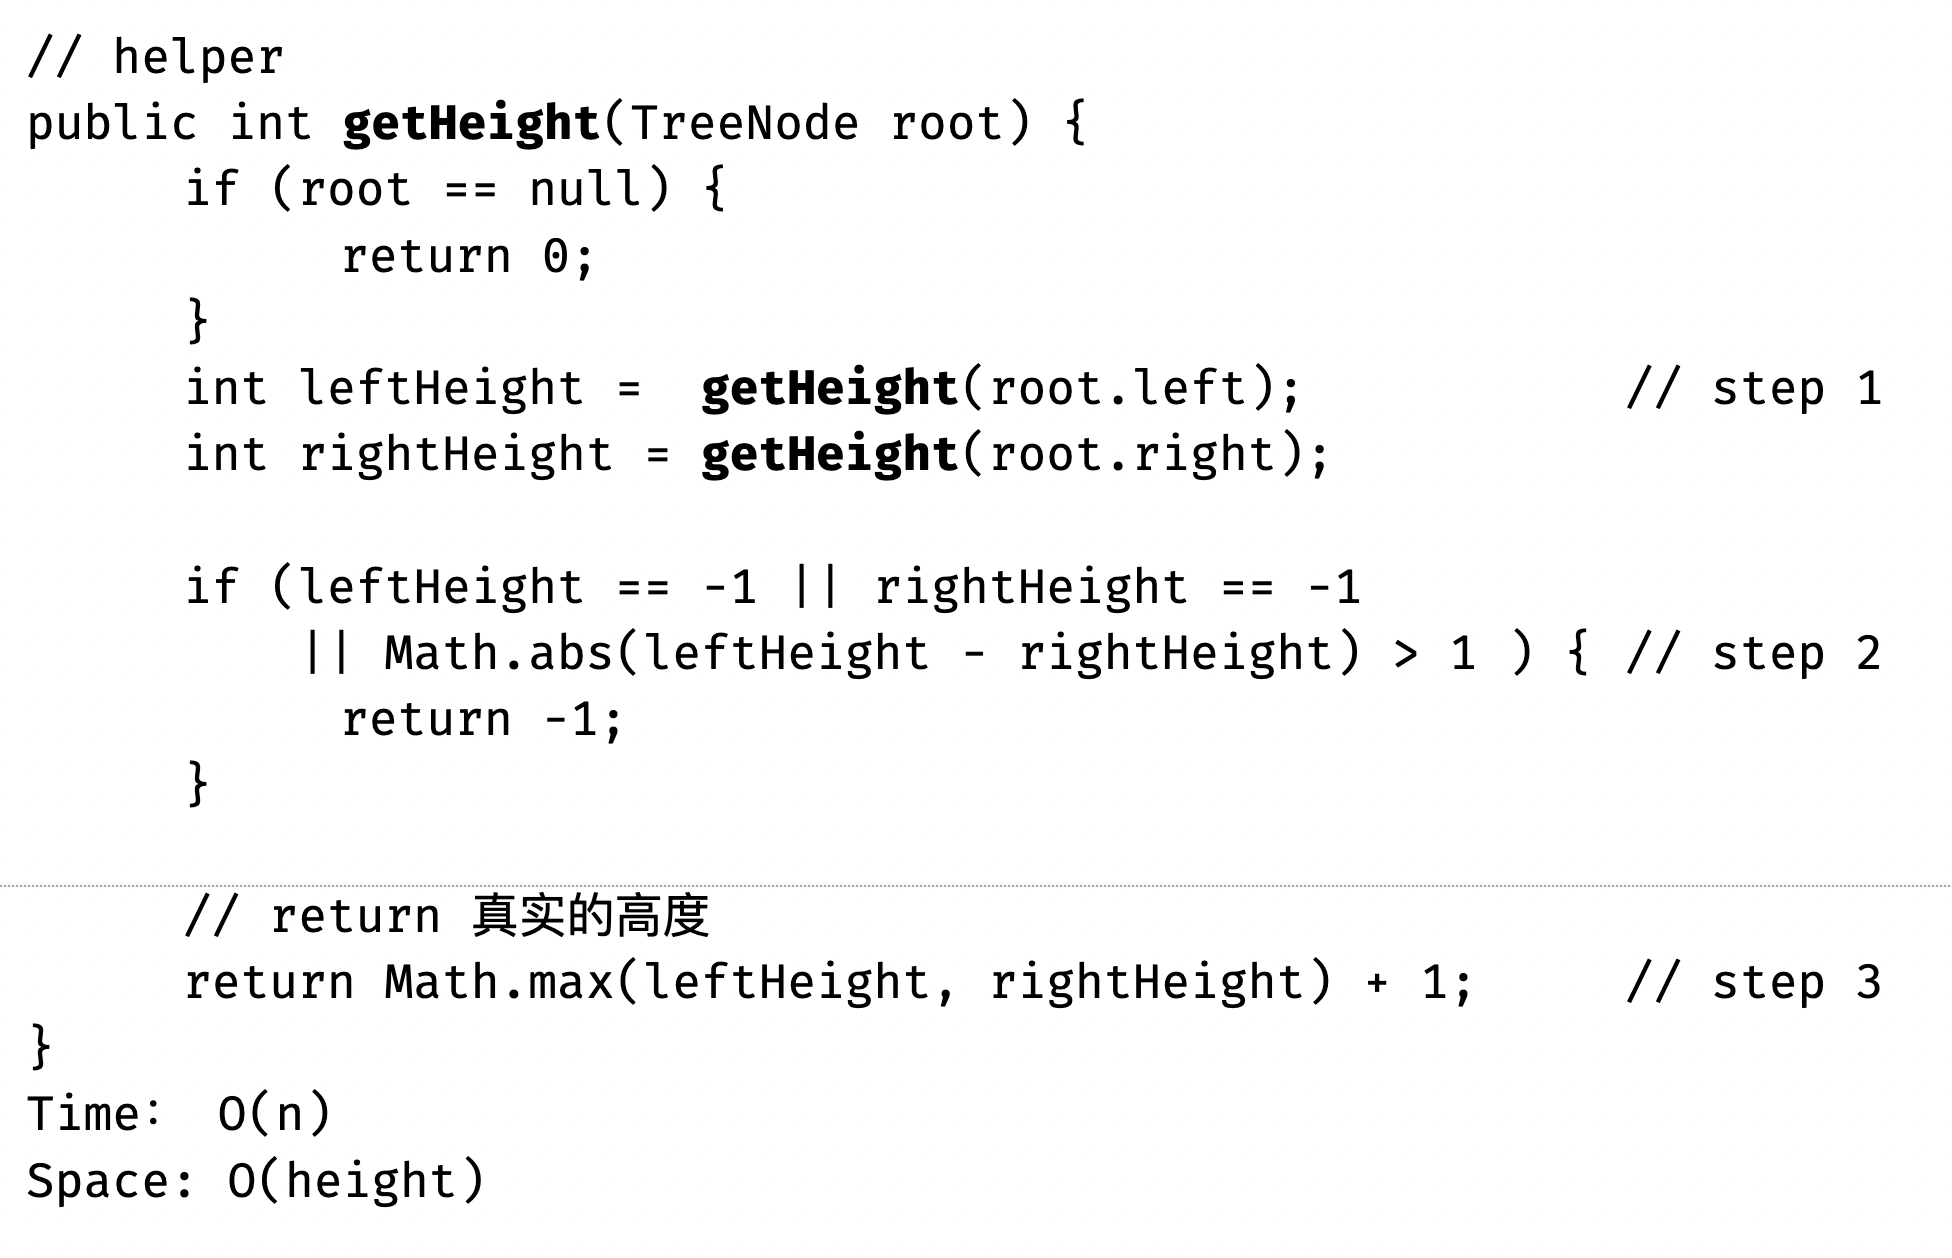 // helper
public int getHeight(TreeNode root) {
if (root == null) {
return 0;
}
int leftHeight =  getHeight(root.left); // step 1
int rightHeight = getHeight(root.right);
if (leftHeight == -1 || rightHeight == -1
|| Math.abs(leftHeight - rightHeight) > 1 ) { // step 2
return -1;
}
// return 真实的高度
return Math.max(leftHeight, rightHeight) + 1; // step 3
}
Time:  O(n)
Space: O(height)